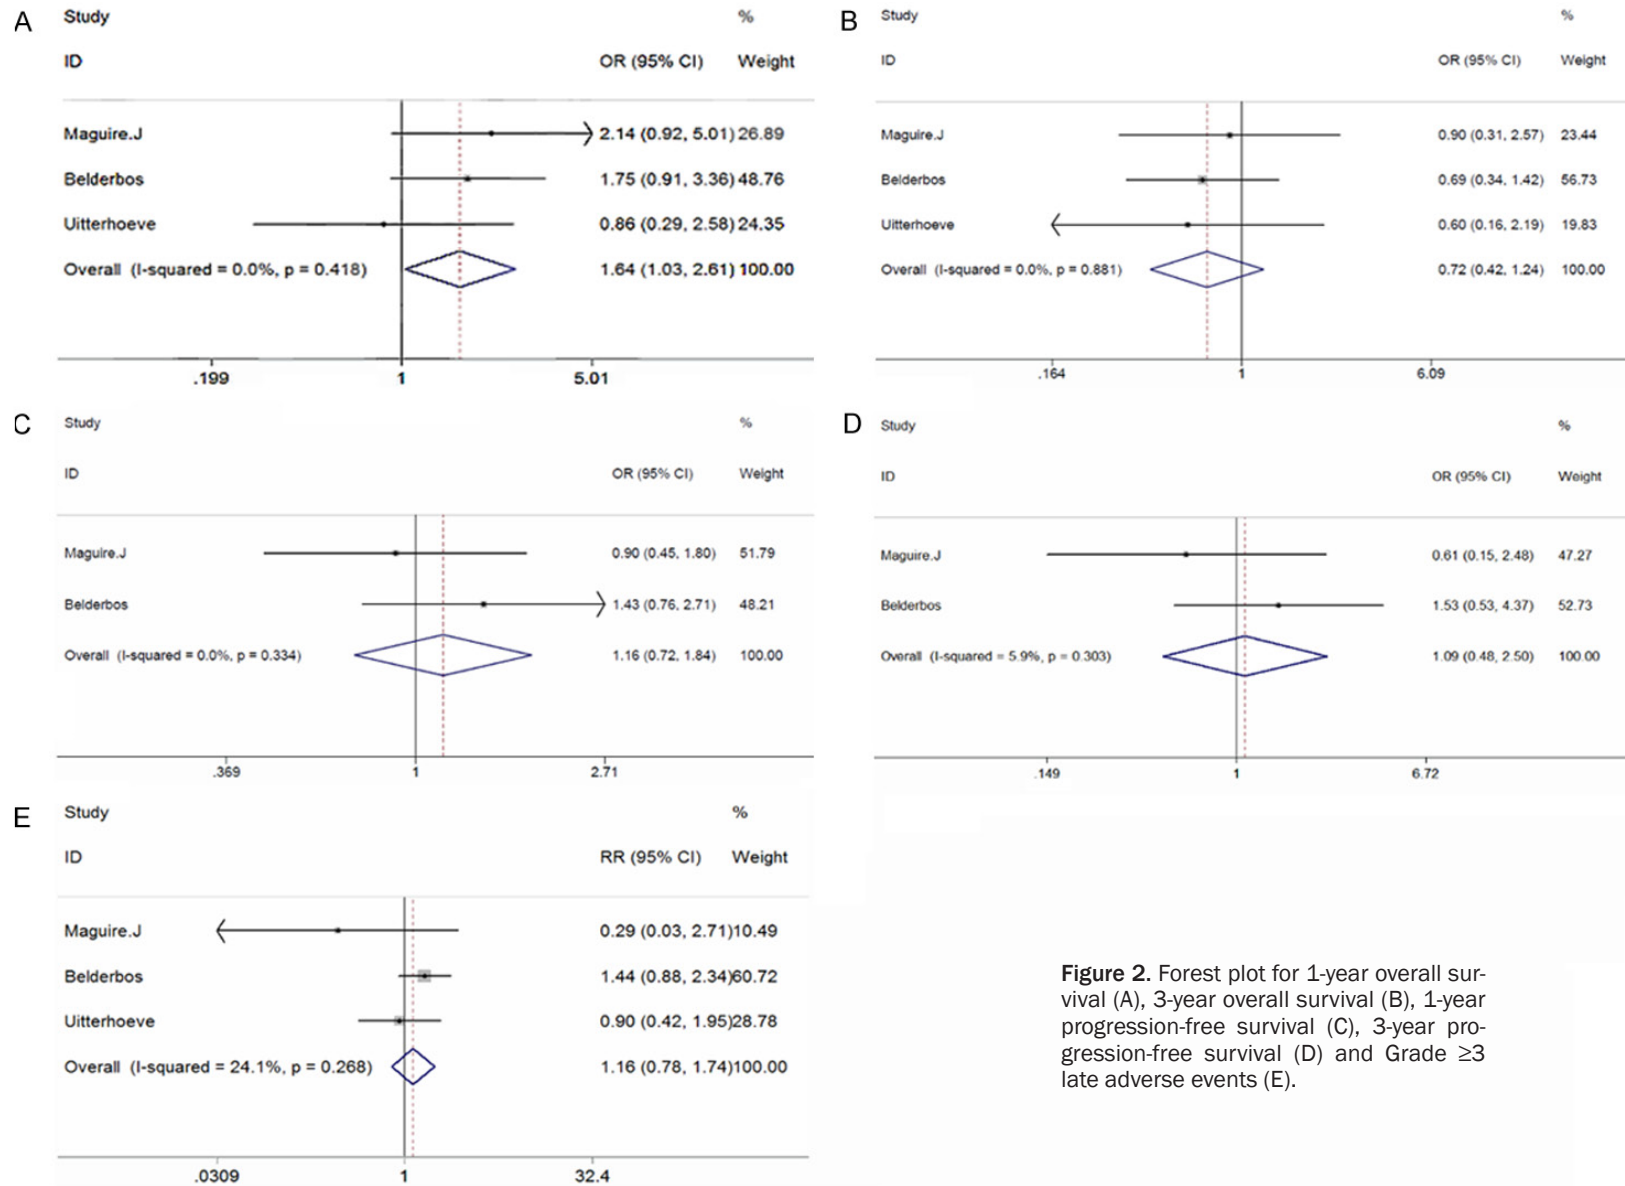 A
Study %
ID OR (95% CI) Weight
Maguire.J 2.14 (0.92, 5.01) 26.89
Belderbos 1.75 (0.91, 3.36) 48.76
Uitterhoeve 0.86 (0.29, 2.58) 24.35
Overall (I-squared = 0.0%, p = 0.418) 1.64 (1.03, 2.61) 100.00
.199 1 5.01
B
Study %
ID OR (95% CI) Weight
Maguire.J 0.90 (0.31, 2.57) 23.44
Belderbos 0.69 (0.34, 1.42) 56.73
Uitterhoeve 0.60 (0.16, 2.19) 19.83
Overall (I-squared = 0.0%, p = 0.881) 0.72 (0.42, 1.24) 100.00
.164 1 6.09
C
Study %
ID OR (95% CI) Weight
Maguire.J 0.90 (0.45, 1.80) 51.79
Belderbos 1.43 (0.76, 2.71) 48.21
Overall (I-squared = 0.0%, p = 0.334) 1.16 (0.72, 1.84) 100.00
.369 1 2.71
D
Study %
ID OR (95% CI) Weight
Maguire.J 0.61 (0.15, 2.48) 47.27
Belderbos 1.53 (0.53, 4.37) 52.73
Overall (I-squared = 5.9%, p = 0.303) 1.09 (0.48, 2.50) 100.00
.149 1 6.72
E
Study %
ID RR (95% CI) Weight
Maguire.J 0.29 (0.03, 2.71) 10.49
Belderbos 1.44 (0.88, 2.34) 60.72
Uitterhoeve 0.90 (0.42, 1.95) 28.78
Overall (I-squared = 24.1%, p = 0.268) 1.16 (0.78, 1.74) 100.00
.0309 1 32.4
Figure 2. Forest plot for 1-year overall sur-
vival (A), 3-year overall survival (B), 1-year
progression-free survival (C), 3-year pro-
gression-free survival (D) and Grade ≥3
late adverse events (E).